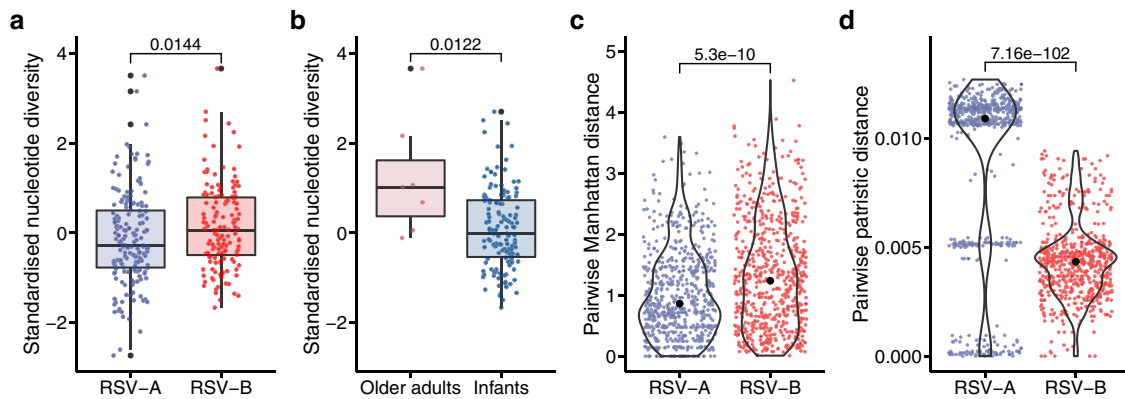 a
0.0144
Standardised nucleotide diversity
4
2
0
−2
RSV−A RSV−B
b
0.0122
Standardised nucleotide diversity
4
2
0
−2
Older adults Infants
c
5.3e−10
Pairwise Manhattan distance
5
4
3
2
1
0
RSV−A RSV−B
d
7.16e−102
Pairwise patristic distance
0.010
0.005
0.000
RSV−A RSV−B